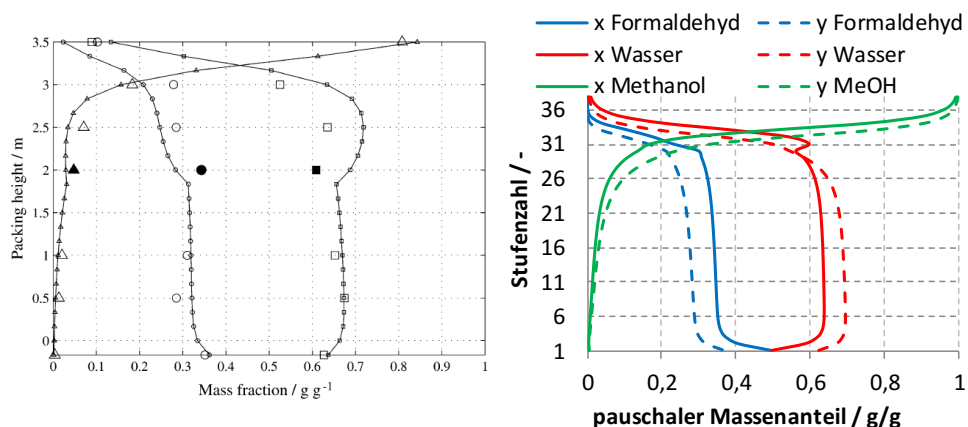 3.5
3
2.5
2
1.5
1
0.5
0
Packing height / m
0 0.1 0.2 0.3 0.4 0.5 0.6 0.7 0.8 0.9 1
Mass fraction / g g⁻¹
x Formaldehyd y Formaldehyd
x Wasser y Wasser
x Methanol y MeOH
36
31
26
21
16
11
6
1
Stufenzahl / -
0 0,2 0,4 0,6 0,8 1
pauschaler Massenanteil / g/g